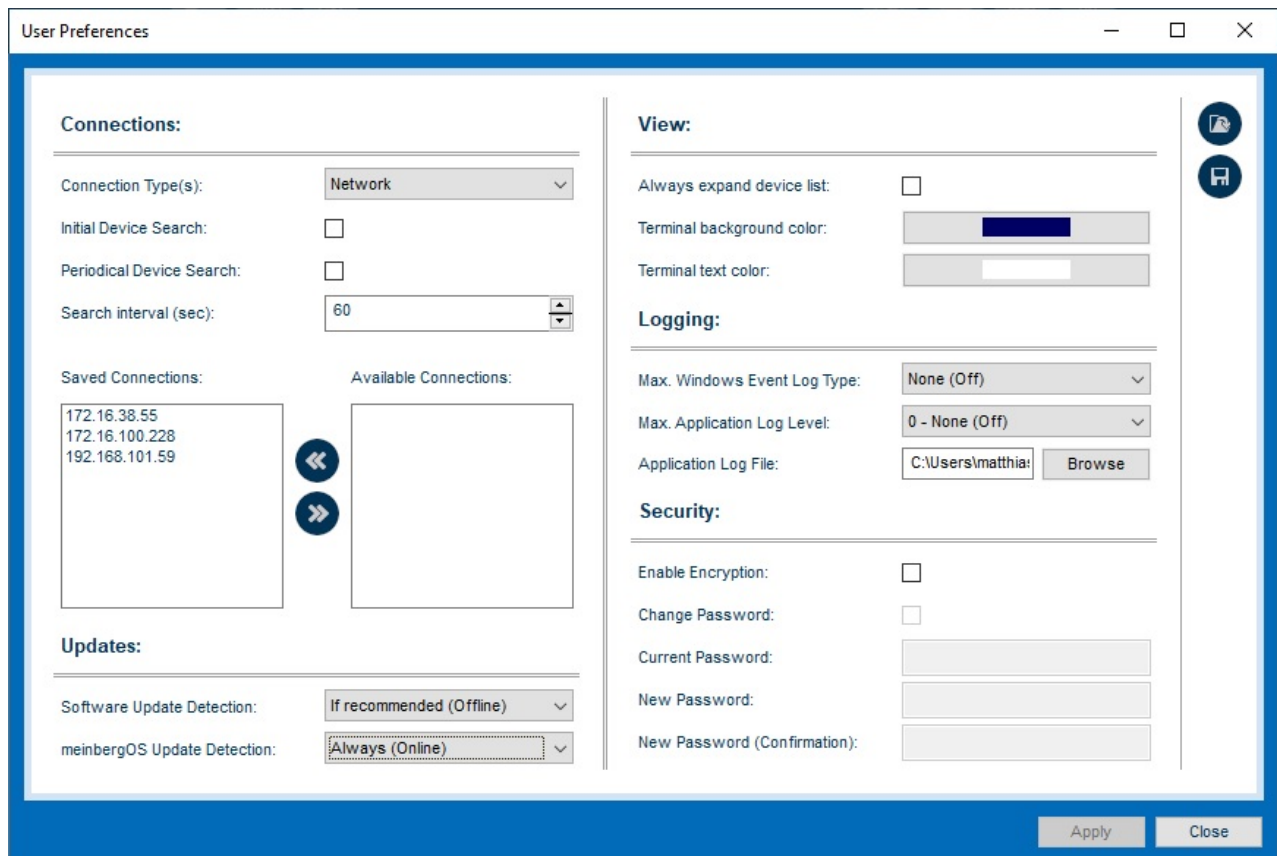 User Preferences
Connections:
Connection Type(s):
Network
Initial Device Search:
Periodical Device Search:
Search interval (sec):
60
Saved Connections:
Available Connections:
172.16.38.55
172.16.100.228
192.168.101.59
Updates:
Software Update Detection:
If recommended (Offline)
meinbergOS Update Detection:
Always (Online)
View:
Always expand device list:
Terminal background color:
Terminal text color:
Logging:
Max. Windows Event Log Type:
None (Off)
Max. Application Log Level:
0 - None (Off)
Application Log File:
C:\Users\matthias
Browse
Security:
Enable Encryption:
Change Password:
Current Password:
New Password:
New Password (Confirmation):
Apply
Close